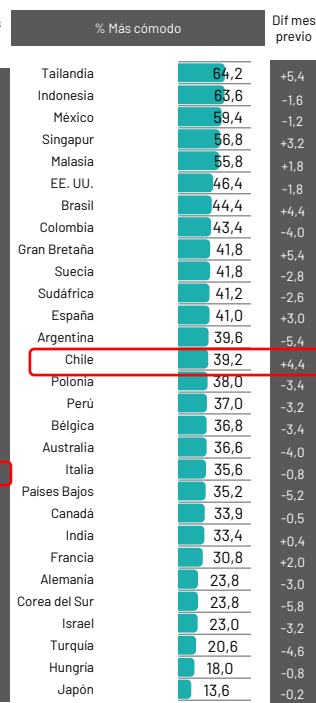 % Más cómodo
Dif mes
previo
Tailandia 64,2 +5,4
Indonesia 63,6 -1,6
México 59,4 -1,2
Singapur 56,8 +3,2
Malasia 55,8 +1,8
EE. UU. 46,4 -1,8
Brasil 44,4 +4,4
Colombia 43,4 -4,0
Gran Bretaña 41,8 +5,4
Suecia 41,8 -2,8
Sudáfrica 41,2 -2,6
España 41,0 +3,0
Argentina 39,6 -5,4
Chile 39,2 +4,4
Polonia 38,0 -3,4
Perú 37,0 -3,2
Bélgica 36,8 -3,4
Australia 36,6 -4,0
Italia 35,6 -0,8
Países Bajos 35,2 -5,2
Canadá 33,9 -0,5
India 33,4 +0,4
Francia 30,8 +2,0
Alemania 23,8 -3,0
Corea del Sur 23,8 -5,8
Israel 23,0 -3,2
Turquía 20,6 -4,6
Hungría 18,0 -0,8
Japón 13,6 -0,2